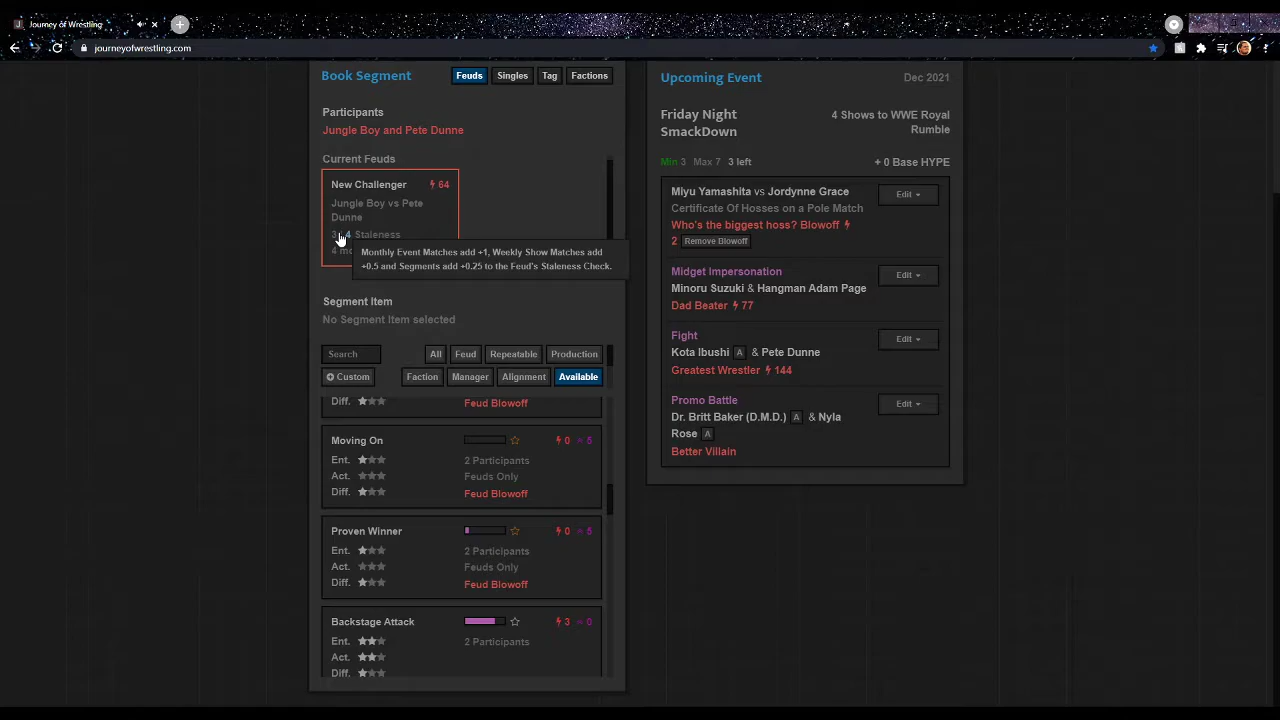 Journey of Wrestling
journeyofwrestling.com
Book Segment
Feuds
Singles
Tag
Factions
Participants
Jungle Boy and Pete Dunne
Current Feuds
New Challenger
64
Jungle Boy vs Pete
Dunne
4 Staleness
Monthly Event Matches add +1, Weekly Show Matches add
+0.5 and Segments add +0.25 to the Feud's Staleness Check.
Segment Item
No Segment Item selected
Search
All
Feud
Repeatable
Production
Custom
Faction
Manager
Alignment
Available
Diff.
Feud Blowoff
Moving On
0
5
Ent.
2 Participants
Act.
Feuds Only
Diff.
Feud Blowoff
Proven Winner
0
5
Ent.
2 Participants
Act.
Feuds Only
Diff.
Feud Blowoff
Backstage Attack
3
0
Ent.
2 Participants
Act.
Diff.
Upcoming Event
Dec 2021
Friday Night
SmackDown
4 Shows to WWE Royal
Rumble
Min 3 Max 7 3 left
+ 0 Base HYPE
Miyu Yamashita vs Jordynne Grace
Edit
Certificate Of Hosses on a Pole Match
Who's the biggest hoss? Blowoff
2 Remove Blowoff
Midget Impersonation
Edit
Minoru Suzuki & Hangman Adam Page
Dad Beater 77
Fight
Edit
Kota Ibushi A & Pete Dunne
Greatest Wrestler 144
Promo Battle
Edit
Dr. Britt Baker (D.M.D.) A & Nyla
Rose A
Better Villain